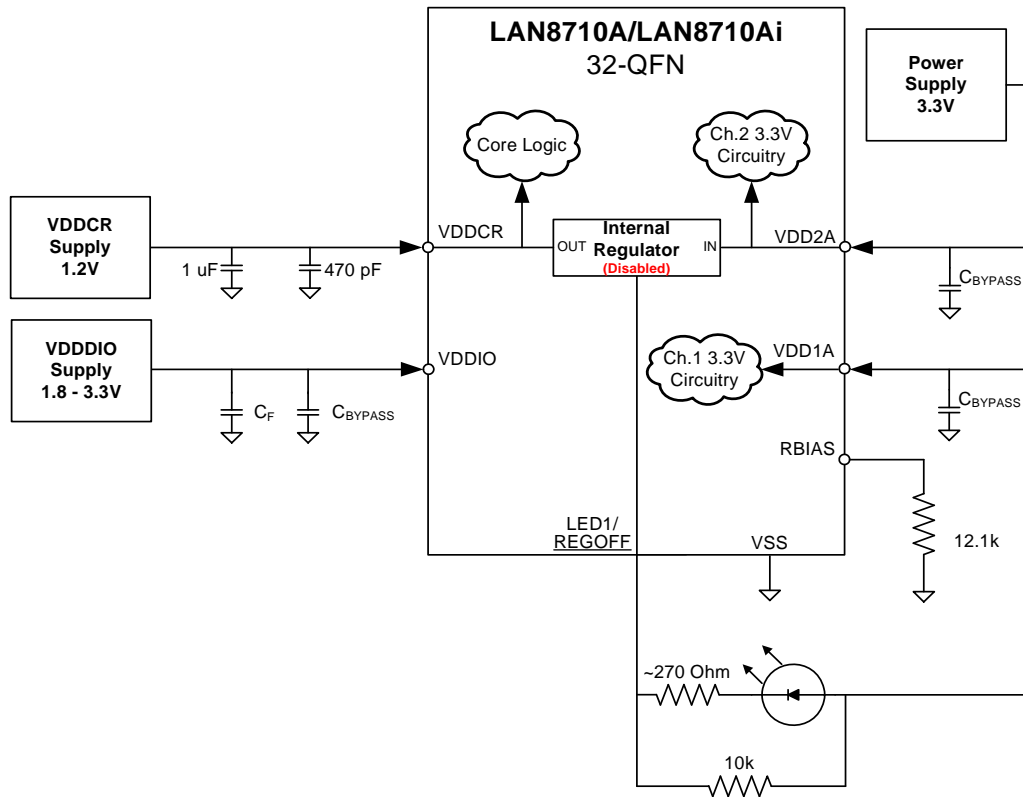 LAN8710A/LAN8710Ai
32-QFN
Power
Supply
3.3V
Core Logic
Ch.2 3.3V
Circuitry
VDDCR
Supply
1.2V
VDDCR
OUT
Internal
Regulator
(Disabled)
IN
VDD2A
1 uF
470 pF
CBYPASS
VDDDIO
Supply
1.8 - 3.3V
VDDIO
Ch.1 3.3V
Circuitry
VDD1A
CF
CBYPASS
CBYPASS
RBIAS
12.1k
LED1/
REGOFF
VSS
~270 Ohm
10k